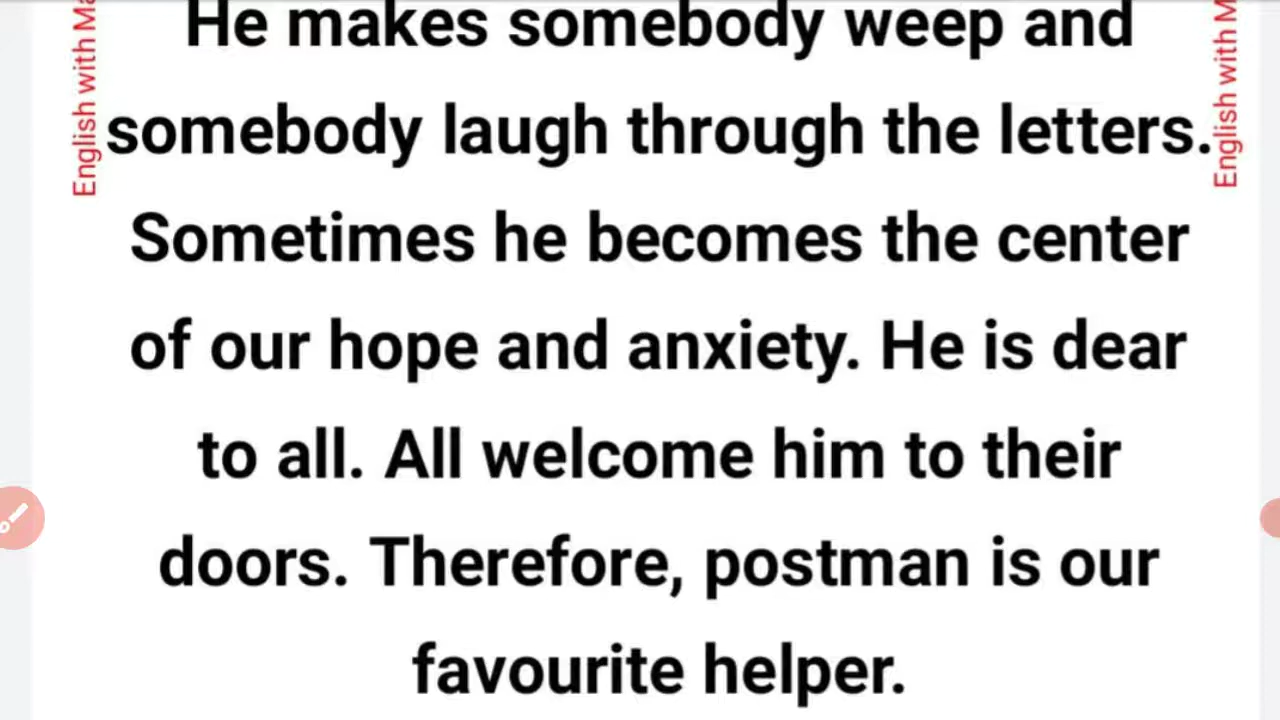 He makes somebody weep and
somebody laugh through the letters.
Sometimes he becomes the center
of our hope and anxiety. He is dear
to all. All welcome him to their
doors. Therefore, postman is our
favourite helper.
English with
English with